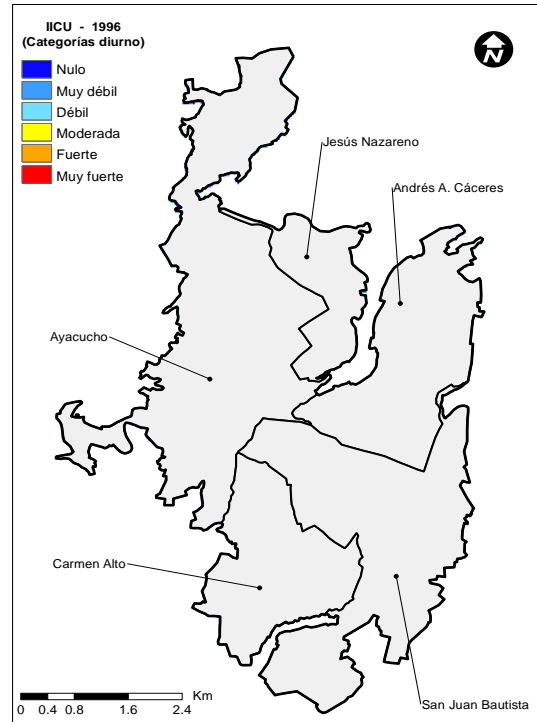 IICU - 1996
(Categorías diurno)
Nulo
Muy débil
Débil
Moderada
Fuerte
Muy fuerte
N
Jesús Nazareno
Andrés A. Cáceres
Ayacucho
Carmen Alto
San Juan Bautista
Km
0 0.4 0.8 1.6 2.4